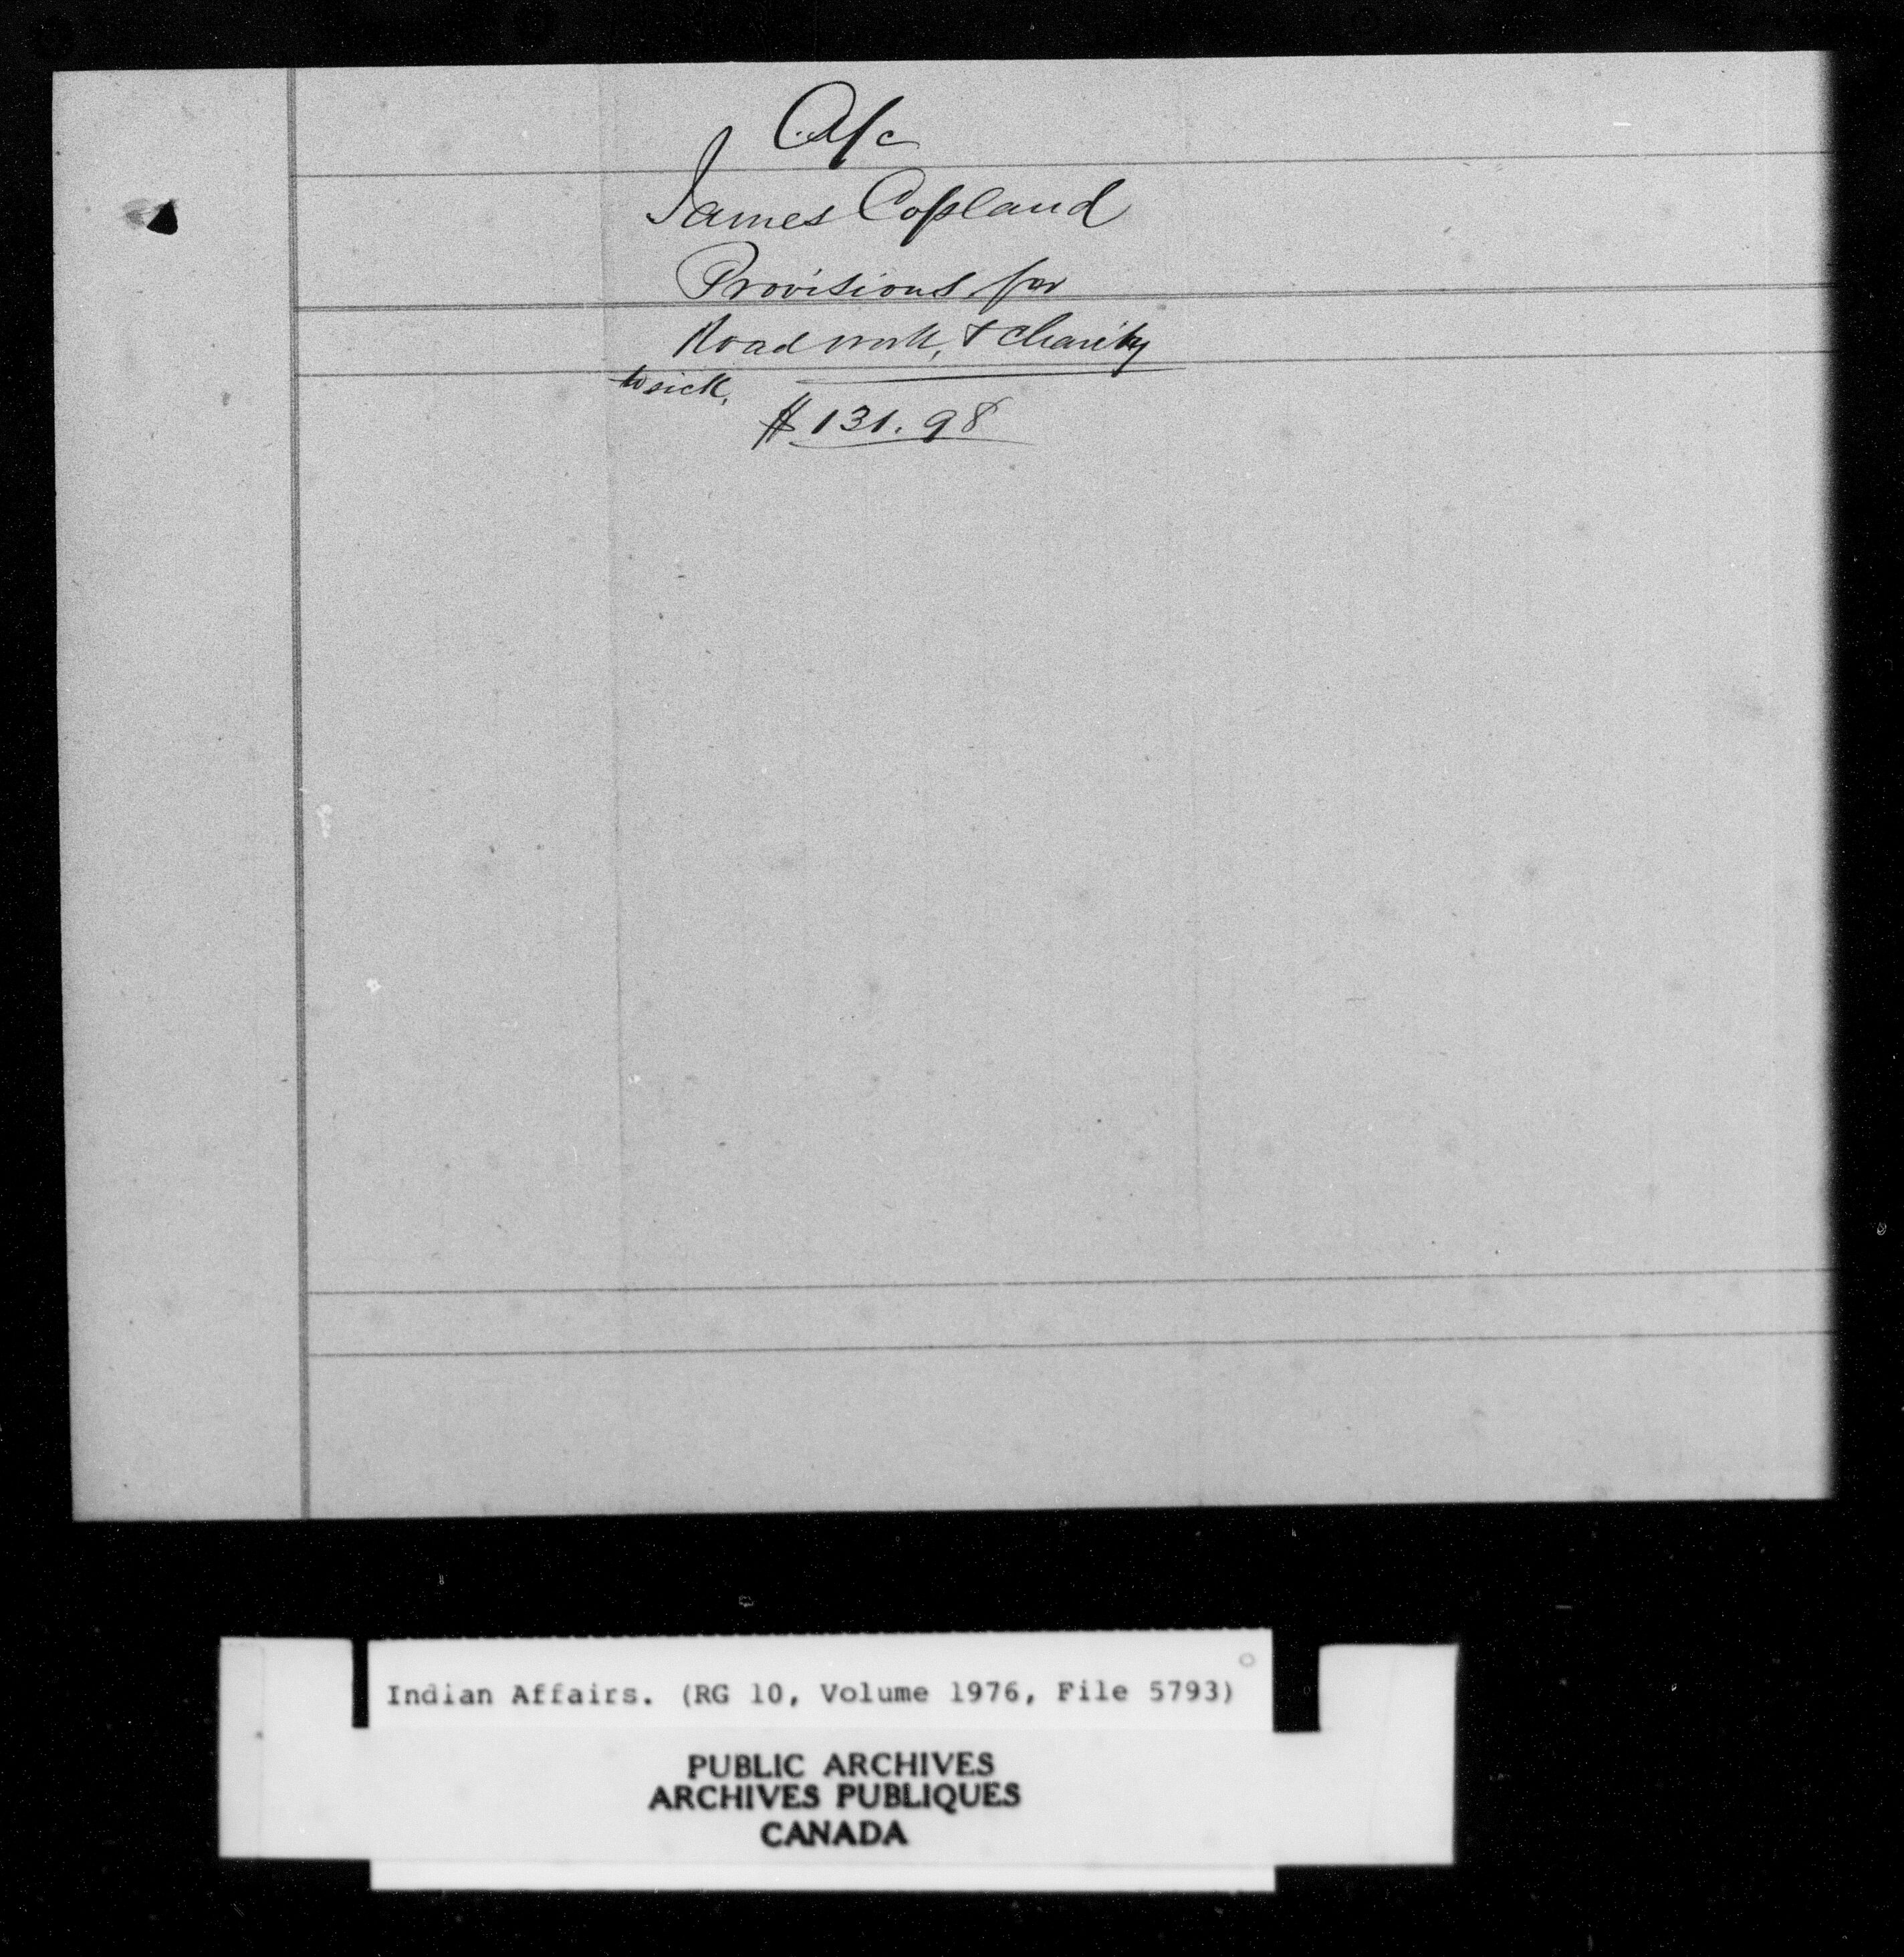 A/c
James Copland
Provisions for
Road work, & charity
to sick.
$131.98
Indian Affairs. (RG 10, Volume 1976, File 5793)
PUBLIC ARCHIVES
ARCHIVES PUBLIQUES
CANADA